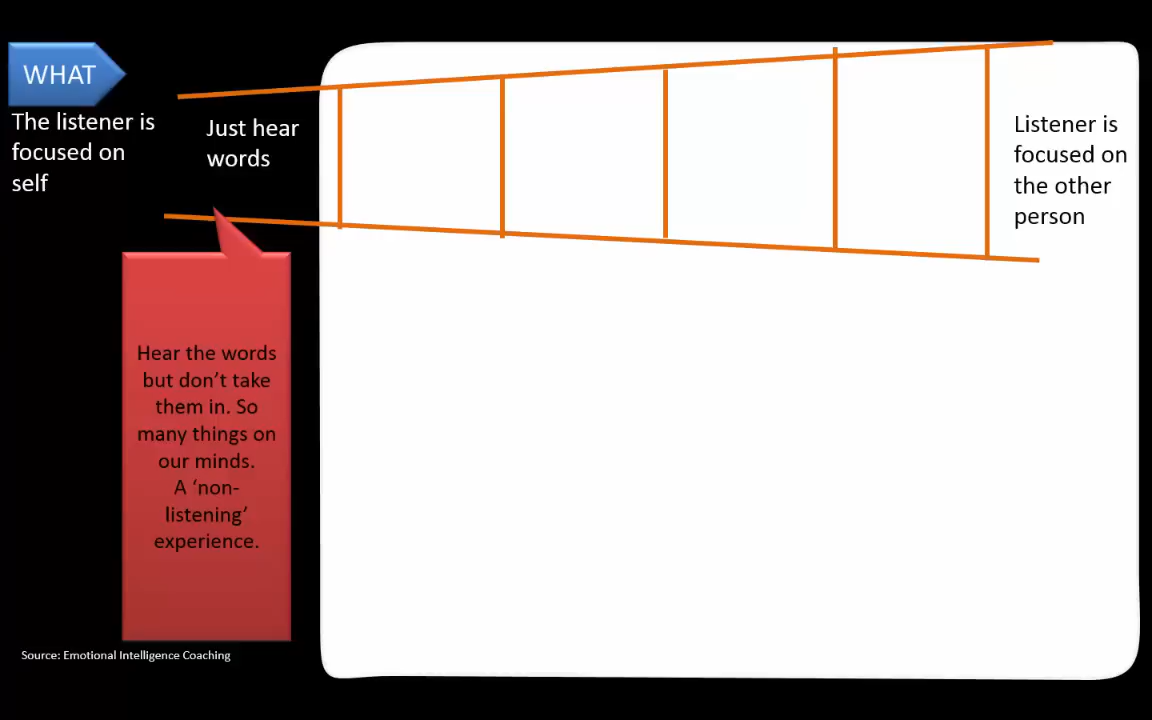 WHAT
The listener is
focused on
self
Just hear
words
Listener is
focused on
the other
person
Hear the words
but don’t take
them in. So
many things on
our minds.
A ‘non-
listening’
experience.
Source: Emotional Intelligence Coaching